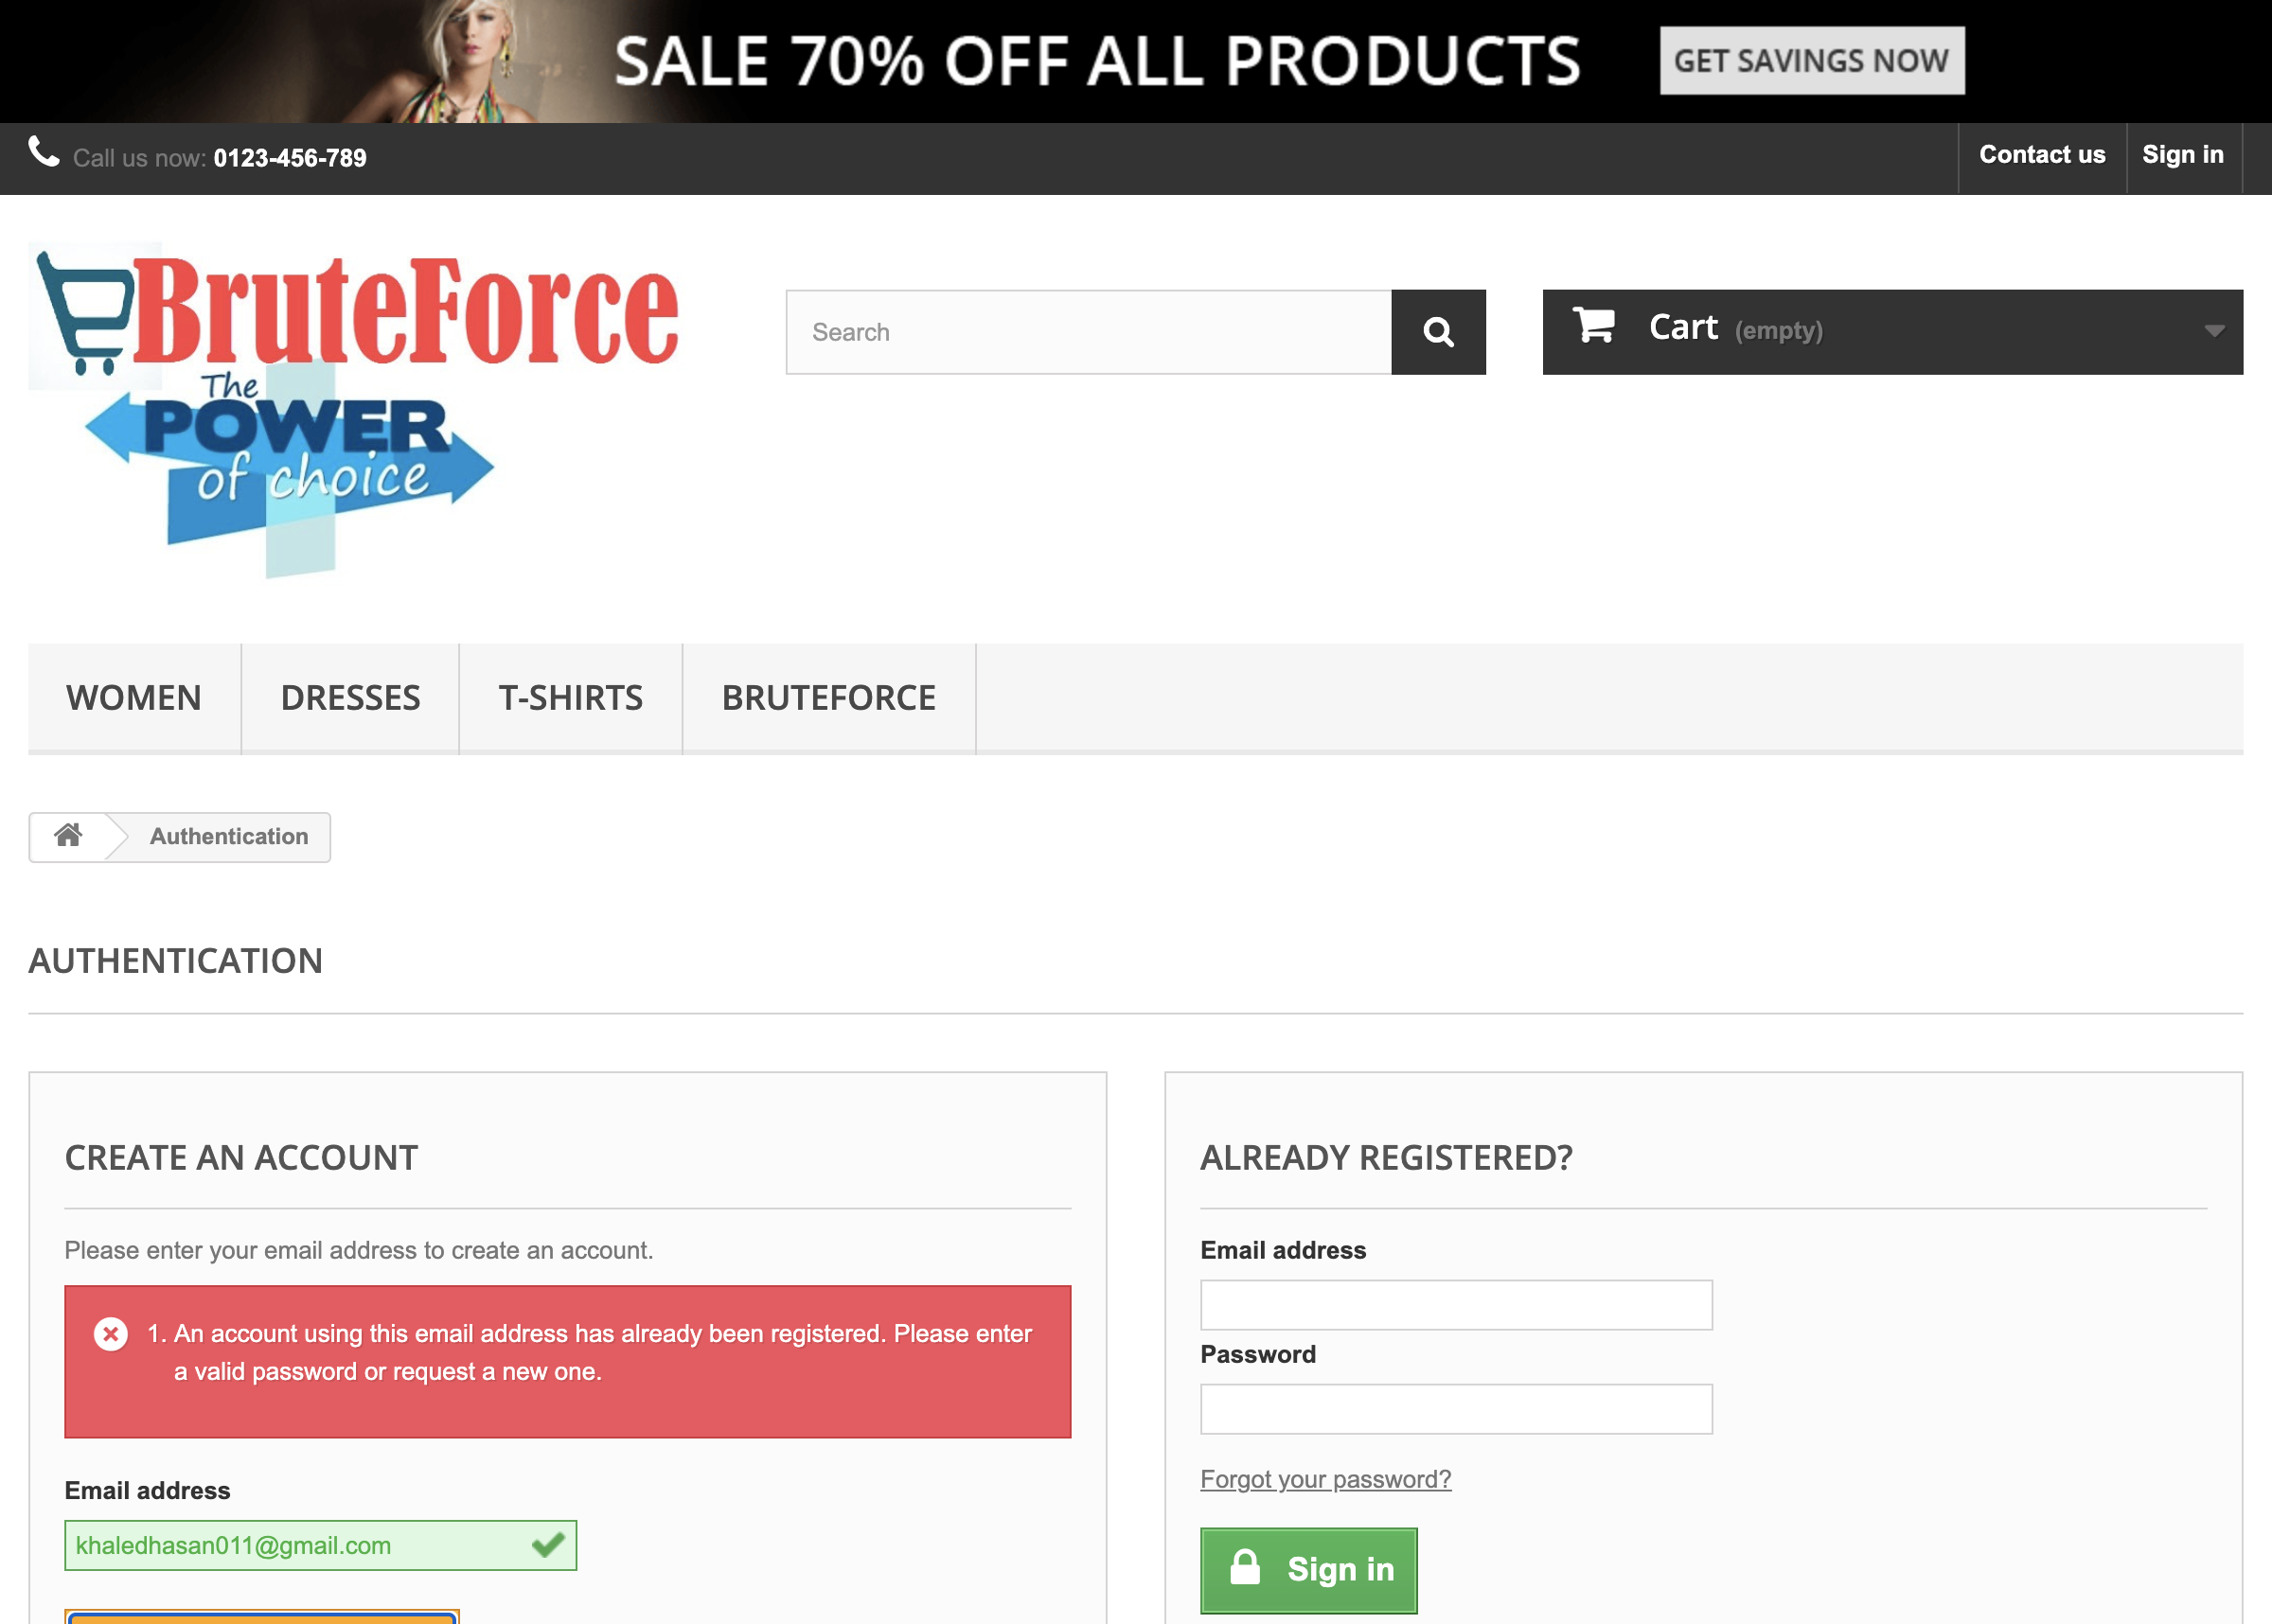 SALE 70% OFF ALL PRODUCTS
GET SAVINGS NOW
Call us now: 0123-456-789
Contact us
Sign in
BruteForce
The
POWER
of choice
Search
Cart (empty)
WOMEN
DRESSES
T-SHIRTS
BRUTEFORCE
Authentication
AUTHENTICATION
CREATE AN ACCOUNT
Please enter your email address to create an account.
1. An account using this email address has already been registered. Please enter
a valid password or request a new one.
Email address
khaledhasan011@gmail.com
ALREADY REGISTERED?
Email address
Password
Forgot your password?
Sign in